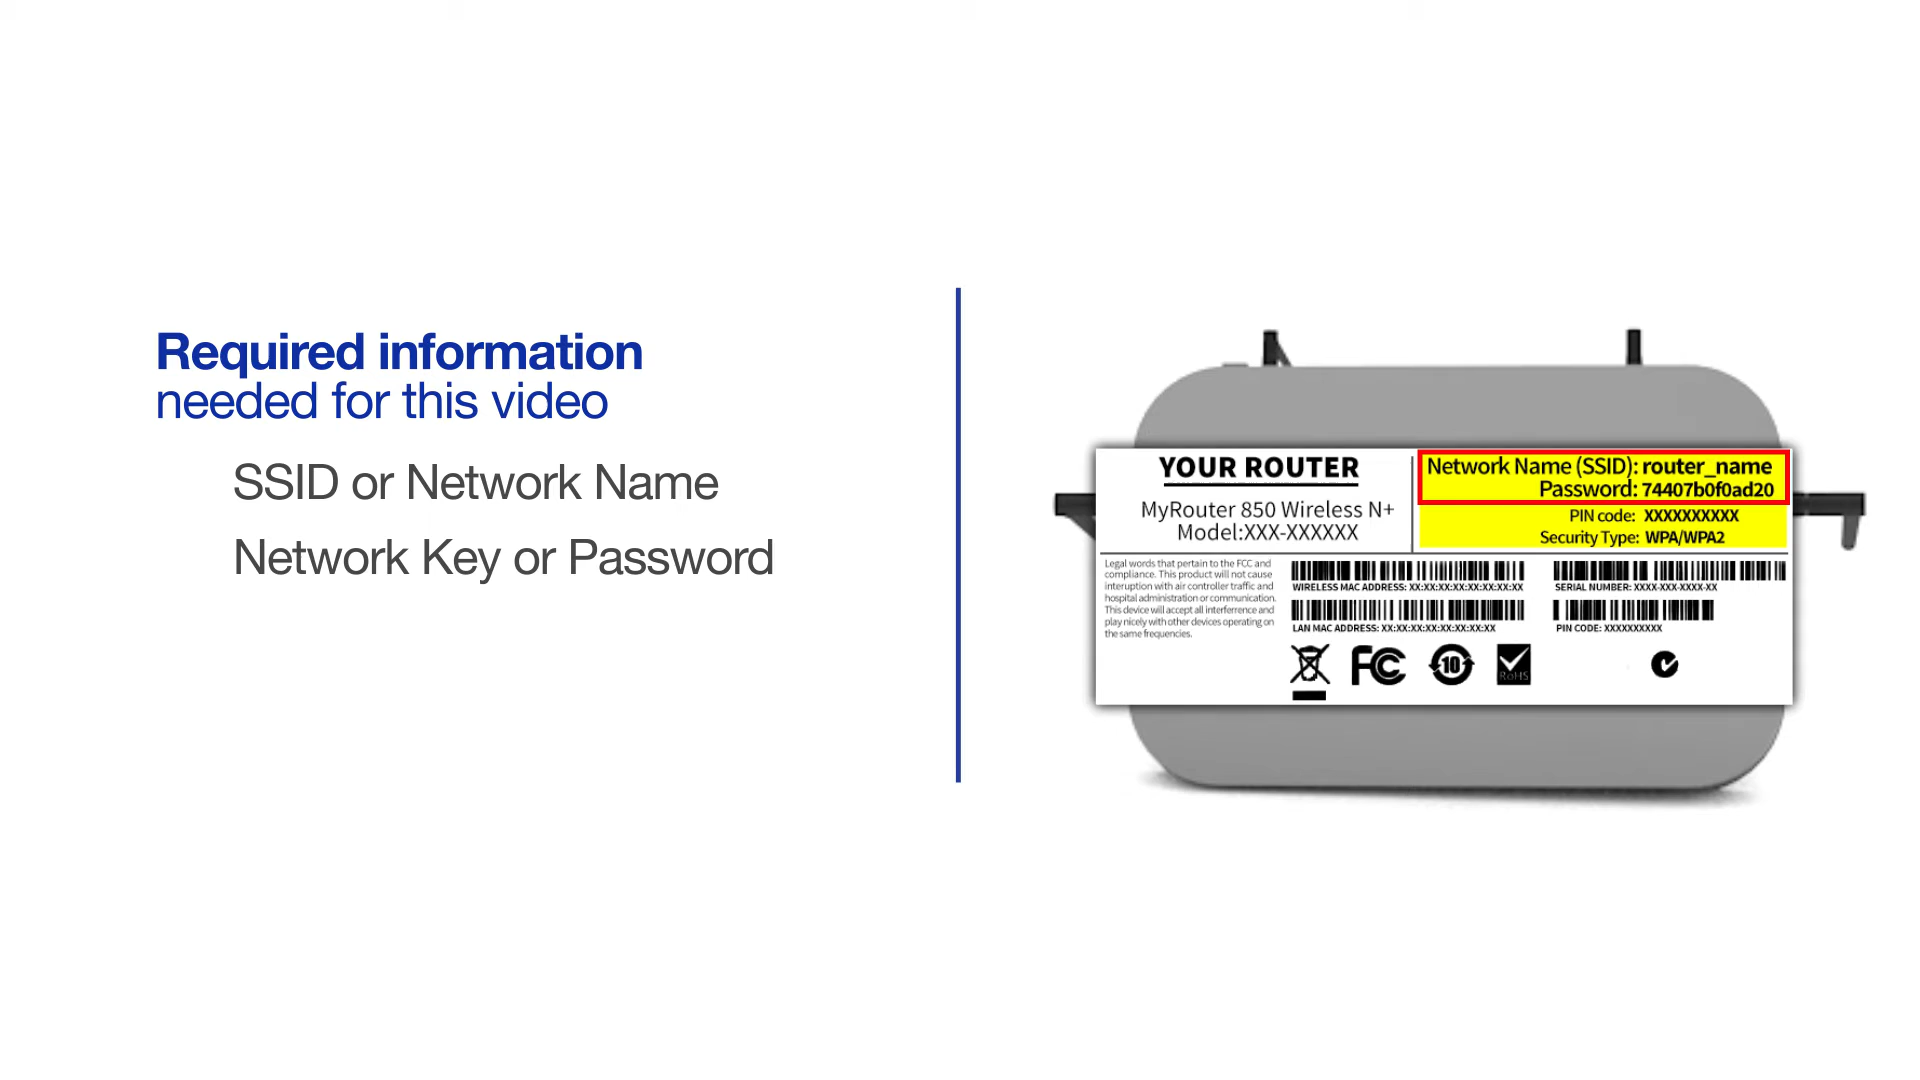 Required information
needed for this video
SSID or Network Name
Network Key or Password
YOUR ROUTER
MyRouter 850 Wireless N+
Model:XXX-XXXXXX
Network Name (SSID): router_name
Password: 74407b0f0ad20
PIN code: XXXXXXXXXX
Security Type: WPA/WPA2
Legal words that pertain to the FCC and
compliance. This product will not cause
interuption with air controller traffic and
hospital administration or communication.
This device will accept all interferrence and
play nicely with other devices operating on
the same frequencies.
WIRELESS MAC ADDRESS: XX:XX:XX:XX:XX:XX:XX:XX
LAN MAC ADDRESS: XX:XX:XX:XX:XX:XX:XX:XX
SERIAL NUMBER: XXXX-XXX-XXXX-XX
PIN CODE: XXXXXXXXXX
FC
10
RoHS